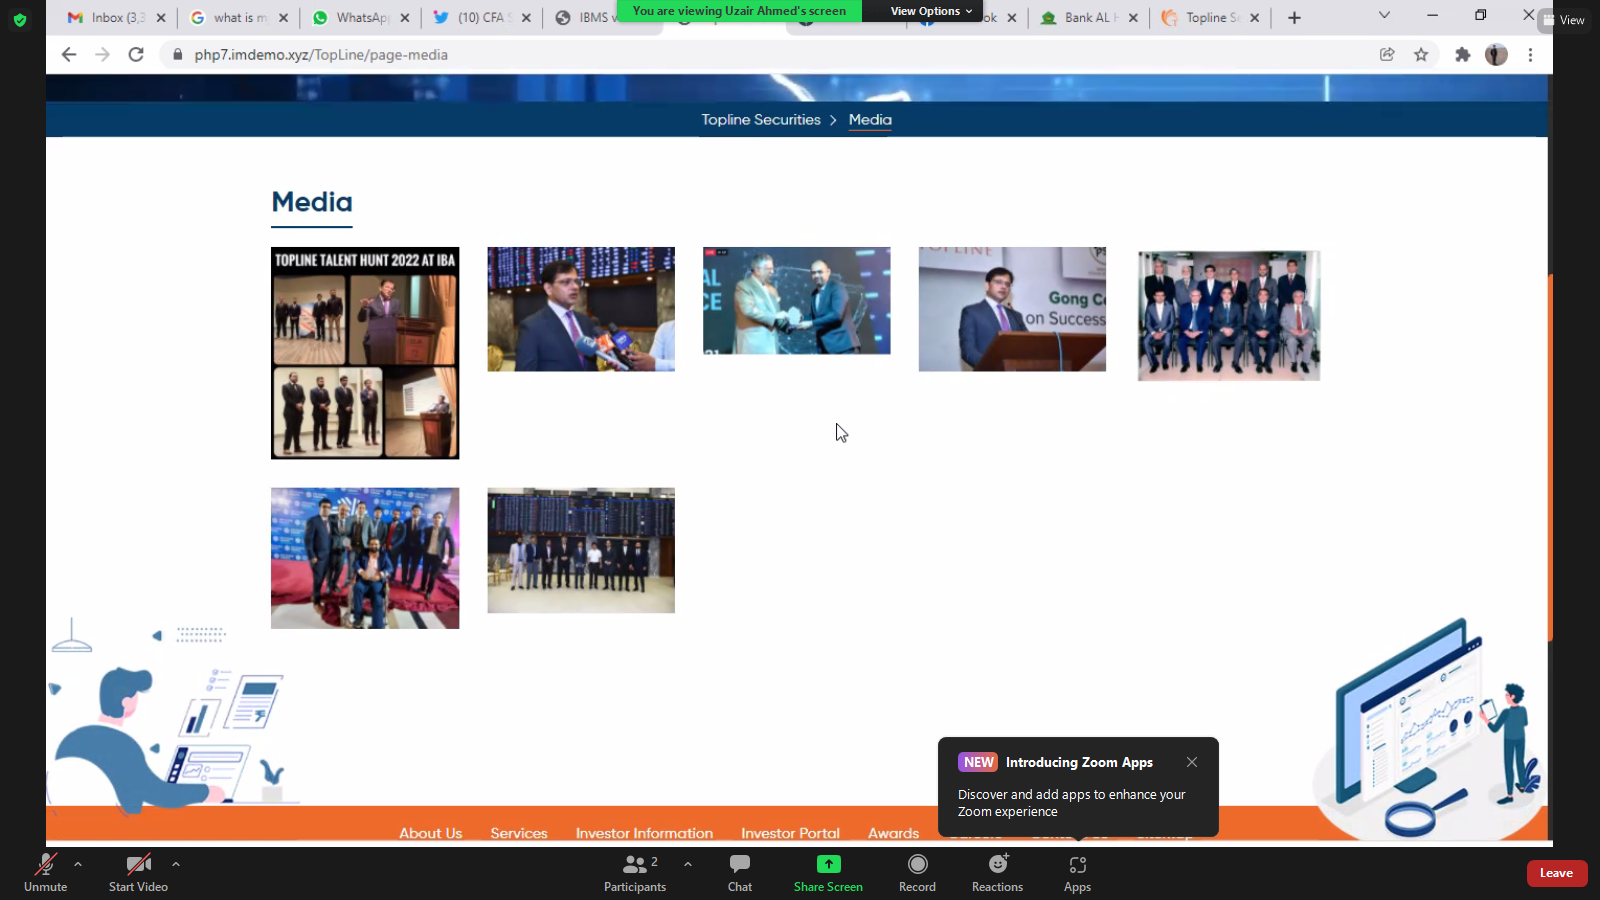 Inbox (3,3
what is m
WhatsAp
(10) CFA S
IBMS v
Bank AL H
Topline Se
You are viewing Uzair Ahmed's screen
View Options
View
php7.imdemo.xyz/TopLine/page-media
Topline Securities > Media
Media
TOPLINE TALENT HUNT 2022 AT IBA
TOPLINE
Gong Ce
on Success
NEW Introducing Zoom Apps
Discover and add apps to enhance your
Zoom experience
About Us Services Investor Information Investor Portal Awards
Unmute
Start Video
2
Participants
Chat
Share Screen
Record
Reactions
Apps
Leave